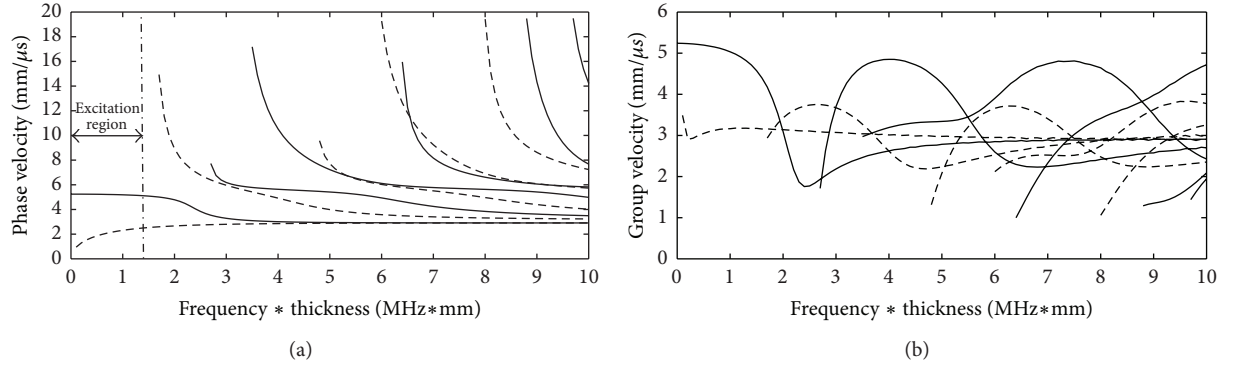 20
18
16
14
12
10
8
6
4
2
0
Phase velocity (mm/μs)
Excitation
region
0 1 2 3 4 5 6 7 8 9 10
Frequency ∗ thickness (MHz∗mm)
(a)
6
5
4
3
2
1
0
Group velocity (mm/μs)
0 1 2 3 4 5 6 7 8 9 10
Frequency ∗ thickness (MHz∗mm)
(b)